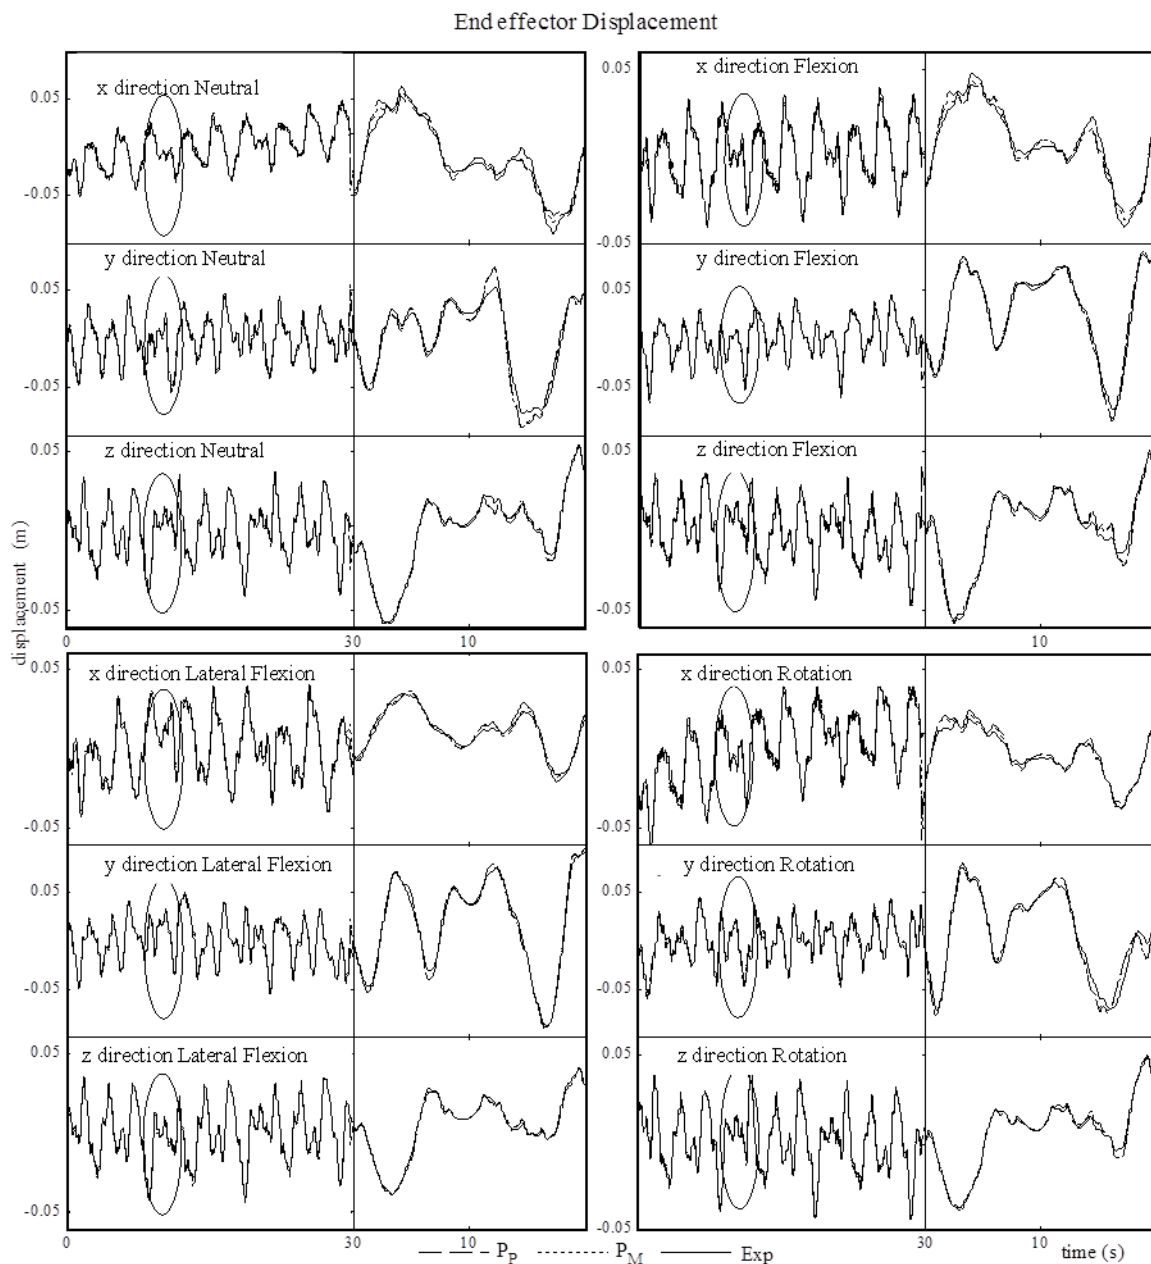 End effector Displacement
x direction Neutral
0.05
-0.05
x direction Flexion
0.05
-0.05
y direction Neutral
0.05
-0.05
y direction Flexion
0.05
-0.05
z direction Neutral
0.05
-0.05
z direction Flexion
0.05
-0.05
displacement (m)
0 30 10 10
x direction Lateral Flexion
0.05
-0.05
x direction Rotation
0.05
-0.05
y direction Lateral Flexion
0.05
-0.05
y direction Rotation
0.05
-0.05
z direction Lateral Flexion
0.05
-0.05
z direction Rotation
0.05
-0.05
0 30 10 30 10
P_P P_M Exp time (s)